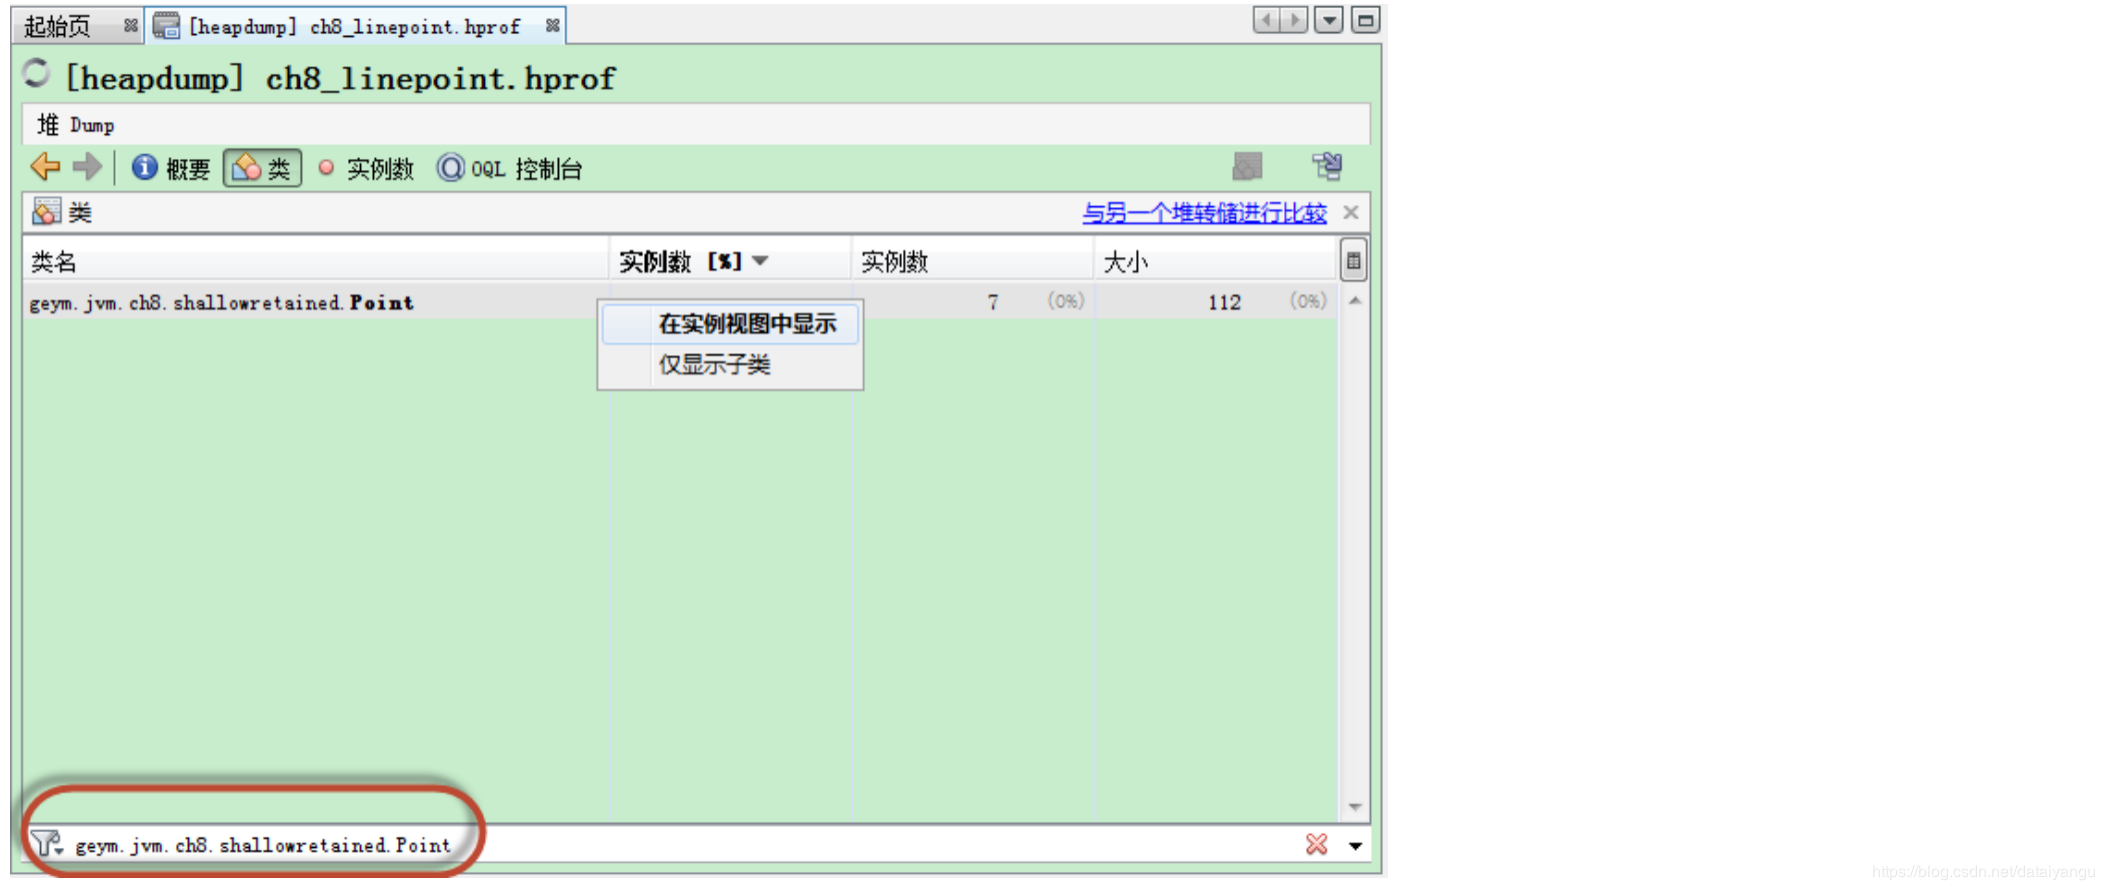 起始页 [heapdump] ch8_linepoint.hprof
[heapdump] ch8_linepoint.hprof
堆 Dump
概要 类 实例数 OQL 控制台
类 与另一个堆转储进行比较
类名 实例数 [%] 实例数 大小
geym.jvm.ch8.shallowretained.Point 7 (0%) 112 (0%)
在实例视图中显示
仅显示子类
geym.jvm.ch8.shallowretained.Point
https://blog.csdn.net/dataiyangu